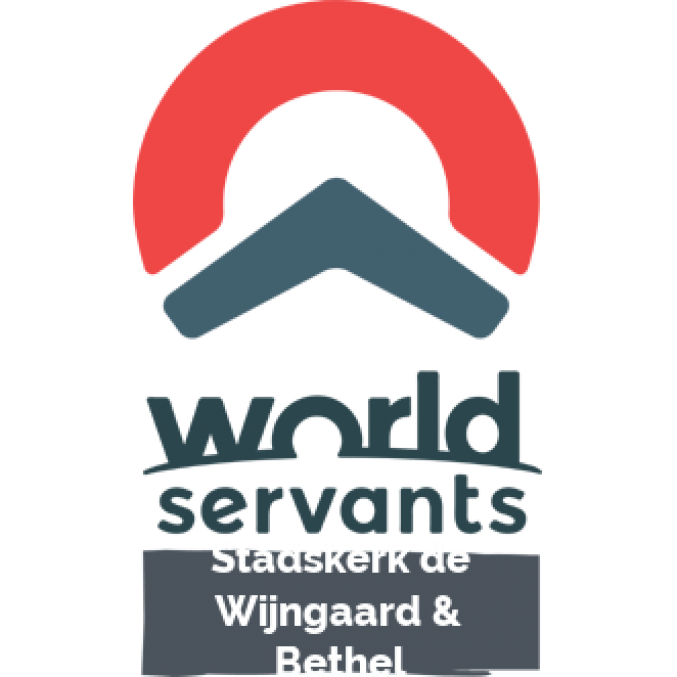 world
servants
Stadskerk de
Wijngaard &
Bethel